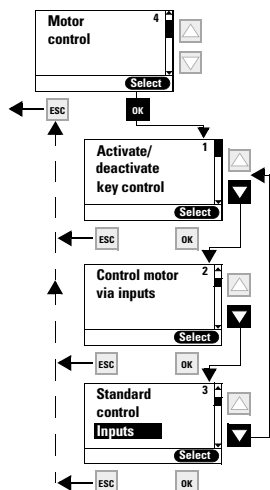 Motor
control
4
Select
ESC
OK
Activate/
deactivate
key control
1
Select
ESC
OK
Control motor
via inputs
2
Select
ESC
OK
Standard
control
Inputs
3
Select
ESC
OK